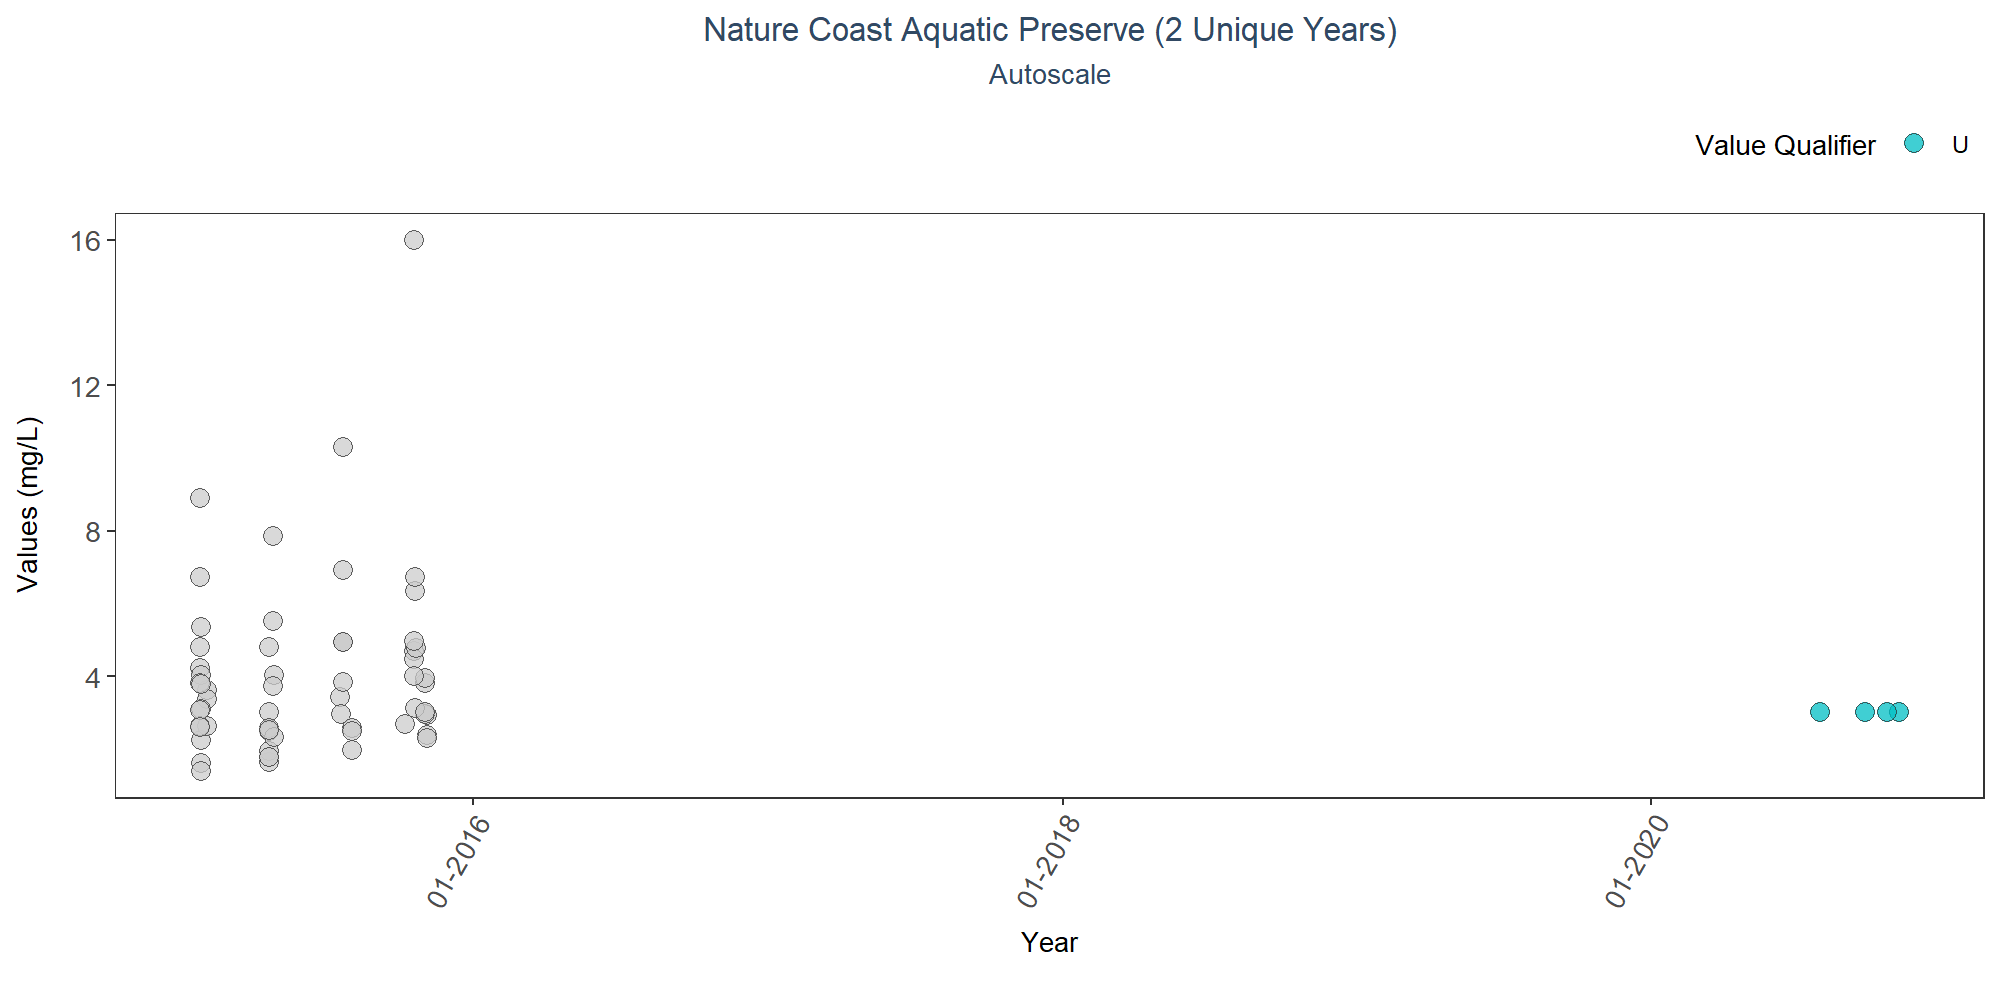 Nature Coast Aquatic Preserve (2 Unique Years)
Autoscale
Value Qualifier U
16
12
8
4
Values (mg/L)
01-2016
01-2018
01-2020
Year